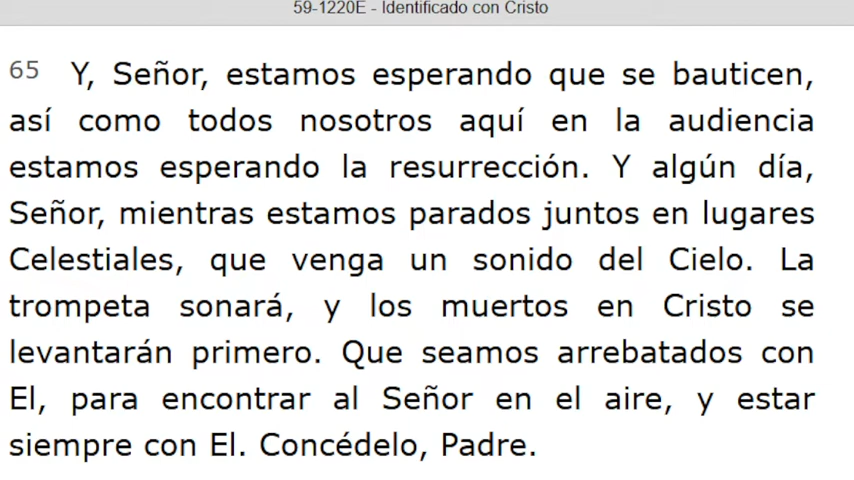 59-1220E - Identificado con Cristo
65 Y, Señor, estamos esperando que se bauticen,
así como todos nosotros aquí en la audiencia
estamos esperando la resurrección. Y algún día,
Señor, mientras estamos parados juntos en lugares
Celestiales, que venga un sonido del Cielo. La
trompeta sonará, y los muertos en Cristo se
levantarán primero. Que seamos arrebatados con
El, para encontrar al Señor en el aire, y estar
siempre con El. Concédelo, Padre.